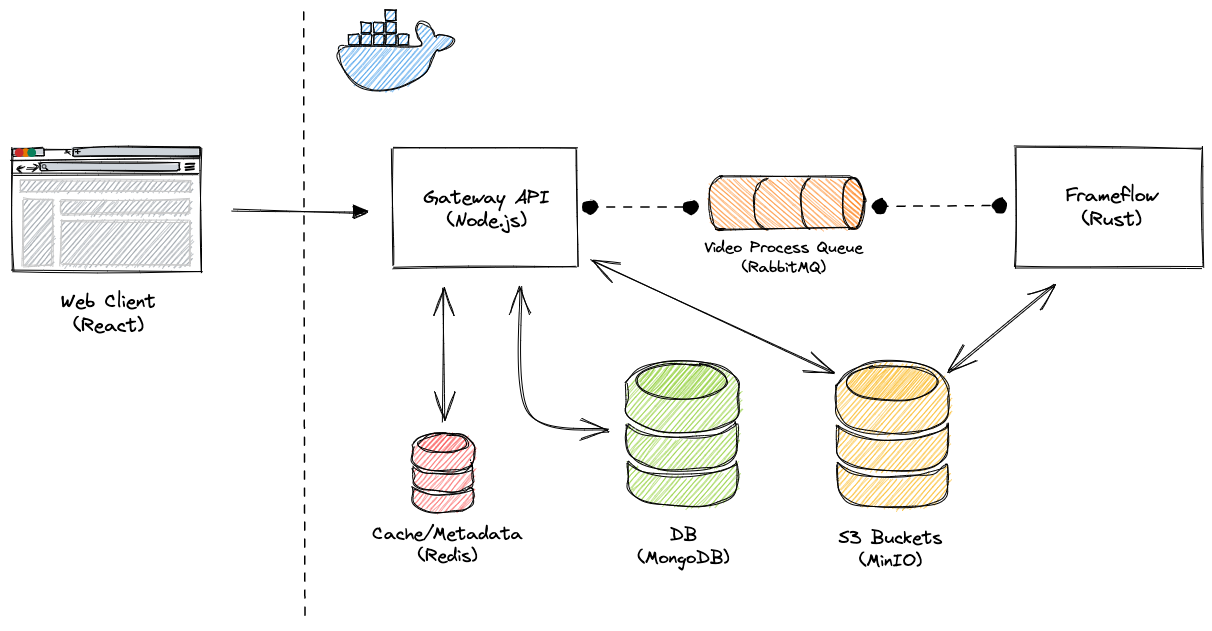 Gateway API
(Node.js)
Frameflow
(Rust)
Video Process Queue
(RabbitMQ)
Web Client
(React)
Cache/Metadata
(Redis)
DB
(MongoDB)
S3 Buckets
(MinIO)